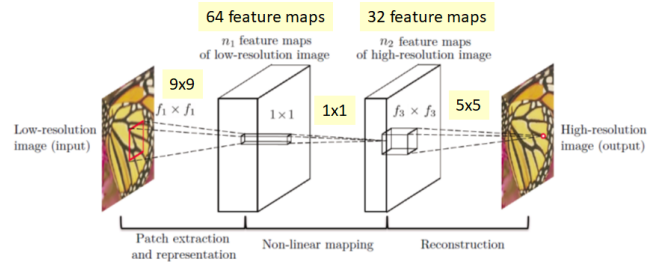 64 feature maps
32 feature maps
n₁ feature maps
of low-resolution image
n₂ feature maps
of high-resolution image
9x9
f₁ × f₁
1×1
1x1
f₃ × f₃
5x5
Low-resolution
image (input)
High-resolution
image (output)
Patch extraction
and representation
Non-linear mapping
Reconstruction